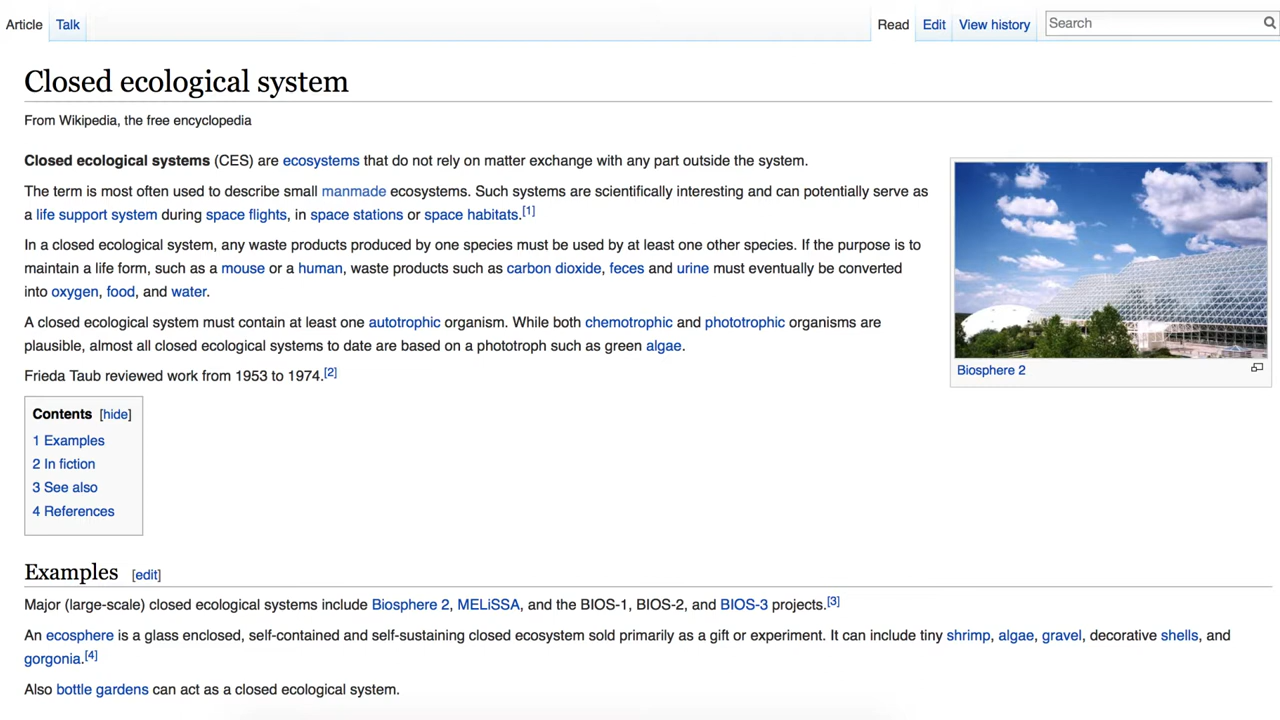 Article Talk Read Edit View history Search
Closed ecological system
From Wikipedia, the free encyclopedia
Closed ecological systems (CES) are ecosystems that do not rely on matter exchange with any part outside the system.
The term is most often used to describe small manmade ecosystems. Such systems are scientifically interesting and can potentially serve as
a life support system during space flights, in space stations or space habitats.[1]
In a closed ecological system, any waste products produced by one species must be used by at least one other species. If the purpose is to
maintain a life form, such as a mouse or a human, waste products such as carbon dioxide, feces and urine must eventually be converted
into oxygen, food, and water.
A closed ecological system must contain at least one autotrophic organism. While both chemotrophic and phototrophic organisms are
plausible, almost all closed ecological systems to date are based on a phototroph such as green algae.
Frieda Taub reviewed work from 1953 to 1974.[2]
Biosphere 2
Contents [hide]
1 Examples
2 In fiction
3 See also
4 References
Examples [edit]
Major (large-scale) closed ecological systems include Biosphere 2, MELiSSA, and the BIOS-1, BIOS-2, and BIOS-3 projects.[3]
An ecosphere is a glass enclosed, self-contained and self-sustaining closed ecosystem sold primarily as a gift or experiment. It can include tiny shrimp, algae, gravel, decorative shells, and
gorgonia.[4]
Also bottle gardens can act as a closed ecological system.